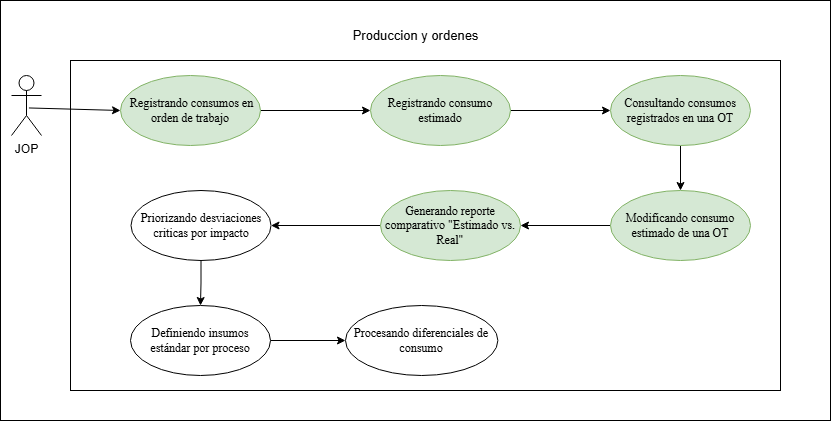 Produccion y ordenes
JOP
Registrando consumos en
orden de trabajo
Registrando consumo
estimado
Consultando consumos
registrados en una OT
Modificando consumo
estimado de una OT
Generando reporte
comparativo "Estimado vs.
Real"
Priorizando desviaciones
criticas por impacto
Definiendo insumos
estándar por proceso
Procesando diferenciales de
consumo